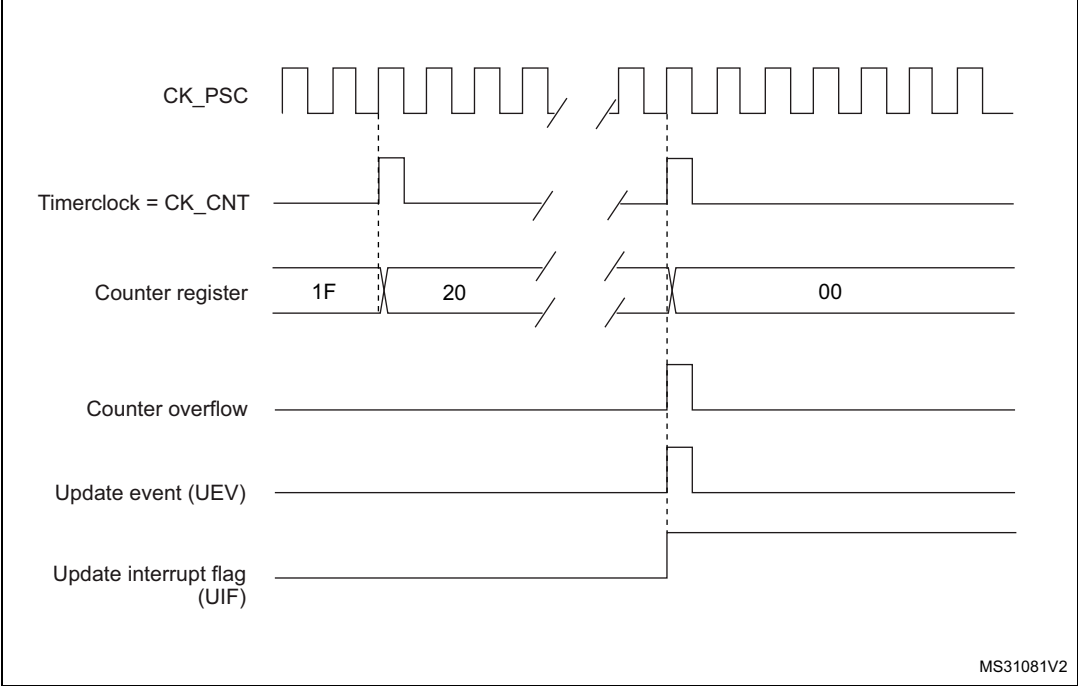 CK_PSC
Timerclock = CK_CNT
Counter register
1F
20
00
Counter overflow
Update event (UEV)
Update interrupt flag
(UIF)
MS31081V2